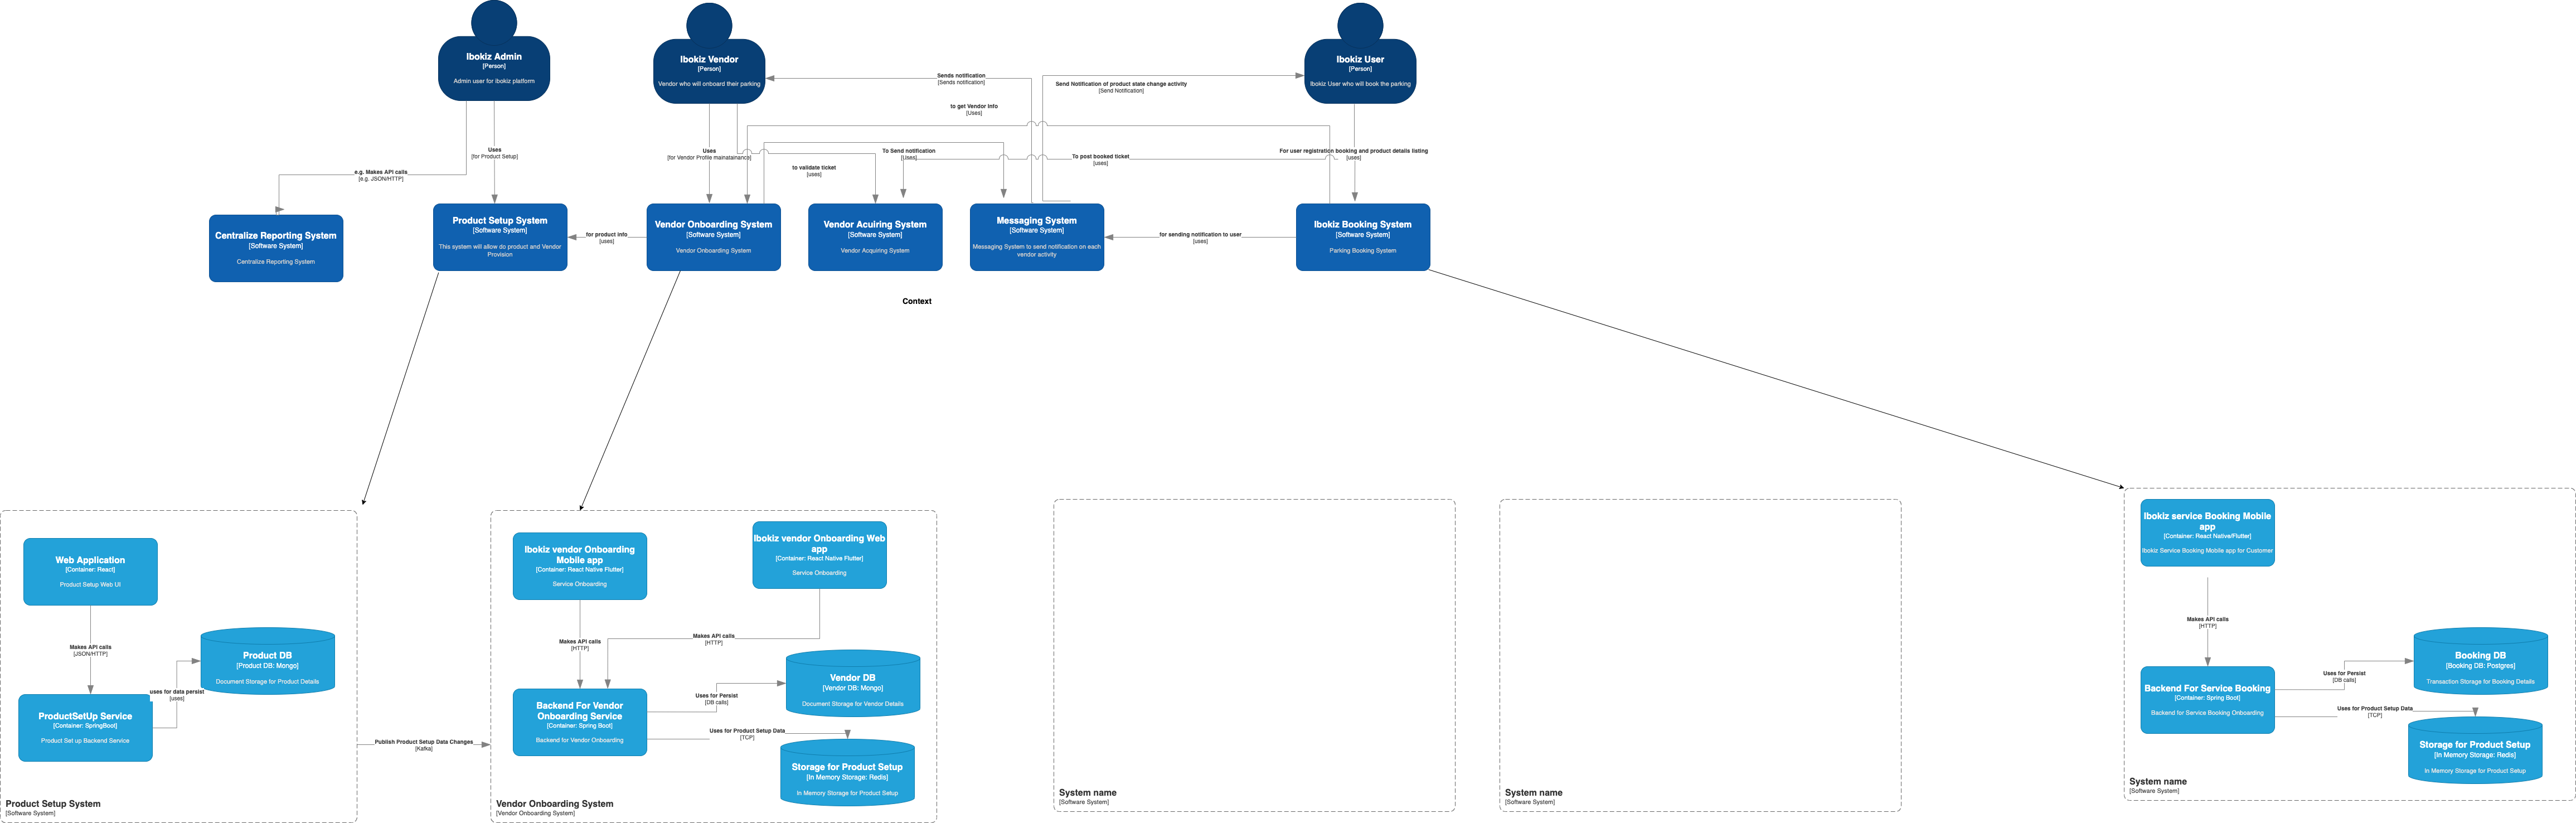 Ibokiz Admin
[Person]
Admin user for Ibokiz platform
Ibokiz Vendor
[Person]
Vendor who will onboard their parking
Ibokiz User
[Person]
Ibokiz User who will book the parking
Sends notification
[Sends notification]
Send Notification of product state change activity
[Send Notification]
to get Vendor Info
[Uses]
Uses
[for Product Setup]
Uses
[for Vendor Profile maintatainance]
To Send notification
[Uses]
To post booked ticket
[uses]
For user registration booking and product details listing
[uses]
to validate ticket
[uses]
e.g. Makes API calls
[e.g. JSON/HTTP]
Centralize Reporting System
[Software System]
Centralize Reporting System
Product Setup System
[Software System]
This system will allow do product and Vendor
Provision
for product info
[uses]
Vendor Onboarding System
[Software System]
Vendor Onboarding System
Vendor Acuiring System
[Software System]
Vendor Acquiring System
Messaging System
[Software System]
Messaging System to send notification on each
vendor activity
for sending notification to user
[uses]
Ibokiz Booking System
[Software System]
Parking Booking System
Context
Web Application
[Container: React]
Product Setup Web UI
Makes API calls
[JSON/HTTP]
Product DB
[Product DB: Mongo]
Document Storage for Product Details
uses for data persist
[uses]
ProductSetUp Service
[Container: SpringBoot]
Product Set up Backend Service
Product Setup System
[Software System]
Publish Product Setup Data Changes
[Kafka]
Ibokiz vendor Onboarding
Mobile app
[Container: React Native Flutter]
Service Onboarding
Ibokiz vendor Onboarding Web
app
[Container: React Native Flutter]
Service Onboarding
Makes API calls
[HTTP]
Makes API calls
[HTTP]
Backend For Vendor
Onboarding Service
[Container: Spring Boot]
Backend for Vendor Onboarding
Uses for Persist
[DB calls]
Vendor DB
[Vendor DB: Mongo]
Document Storage for Vendor Details
Uses for Product Setup Data
[TCP]
Storage for Product Setup
[In Memory Storage: Redis]
In Memory Storage for Product Setup
Vendor Onboarding System
[Vendor Onboarding System]
System name
[Software System]
System name
[Software System]
Ibokiz service Booking Mobile
app
[Container: React Native/Flutter]
Ibokiz Service Booking Mobile app for Customer
Makes API calls
[HTTP]
Backend For Service Booking
[Container: Spring Boot]
Backend for Service Booking Onboarding
Uses for Persist
[DB calls]
Booking DB
[Booking DB: Postgres]
Transaction Storage for Booking Details
Uses for Product Setup Data
[TCP]
Storage for Product Setup
[In Memory Storage: Redis]
In Memory Storage for Product Setup
System name
[Software System]